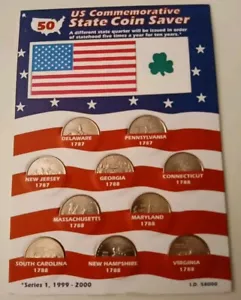 50
US Commemorative
State Coin Saver
A different state quarter will be issued in order
of statehood five times a year for ten years.*
DELAWARE
1787
PENNSYLVANIA
1787
NEW JERSEY
1787
GEORGIA
1788
CONNECTICUT
1788
MASSACHUSETTS
1788
MARYLAND
1788
SOUTH CAROLINA
1788
NEW HAMPSHIRE
1788
VIRGINIA
1788
*Series 1, 1999 - 2000